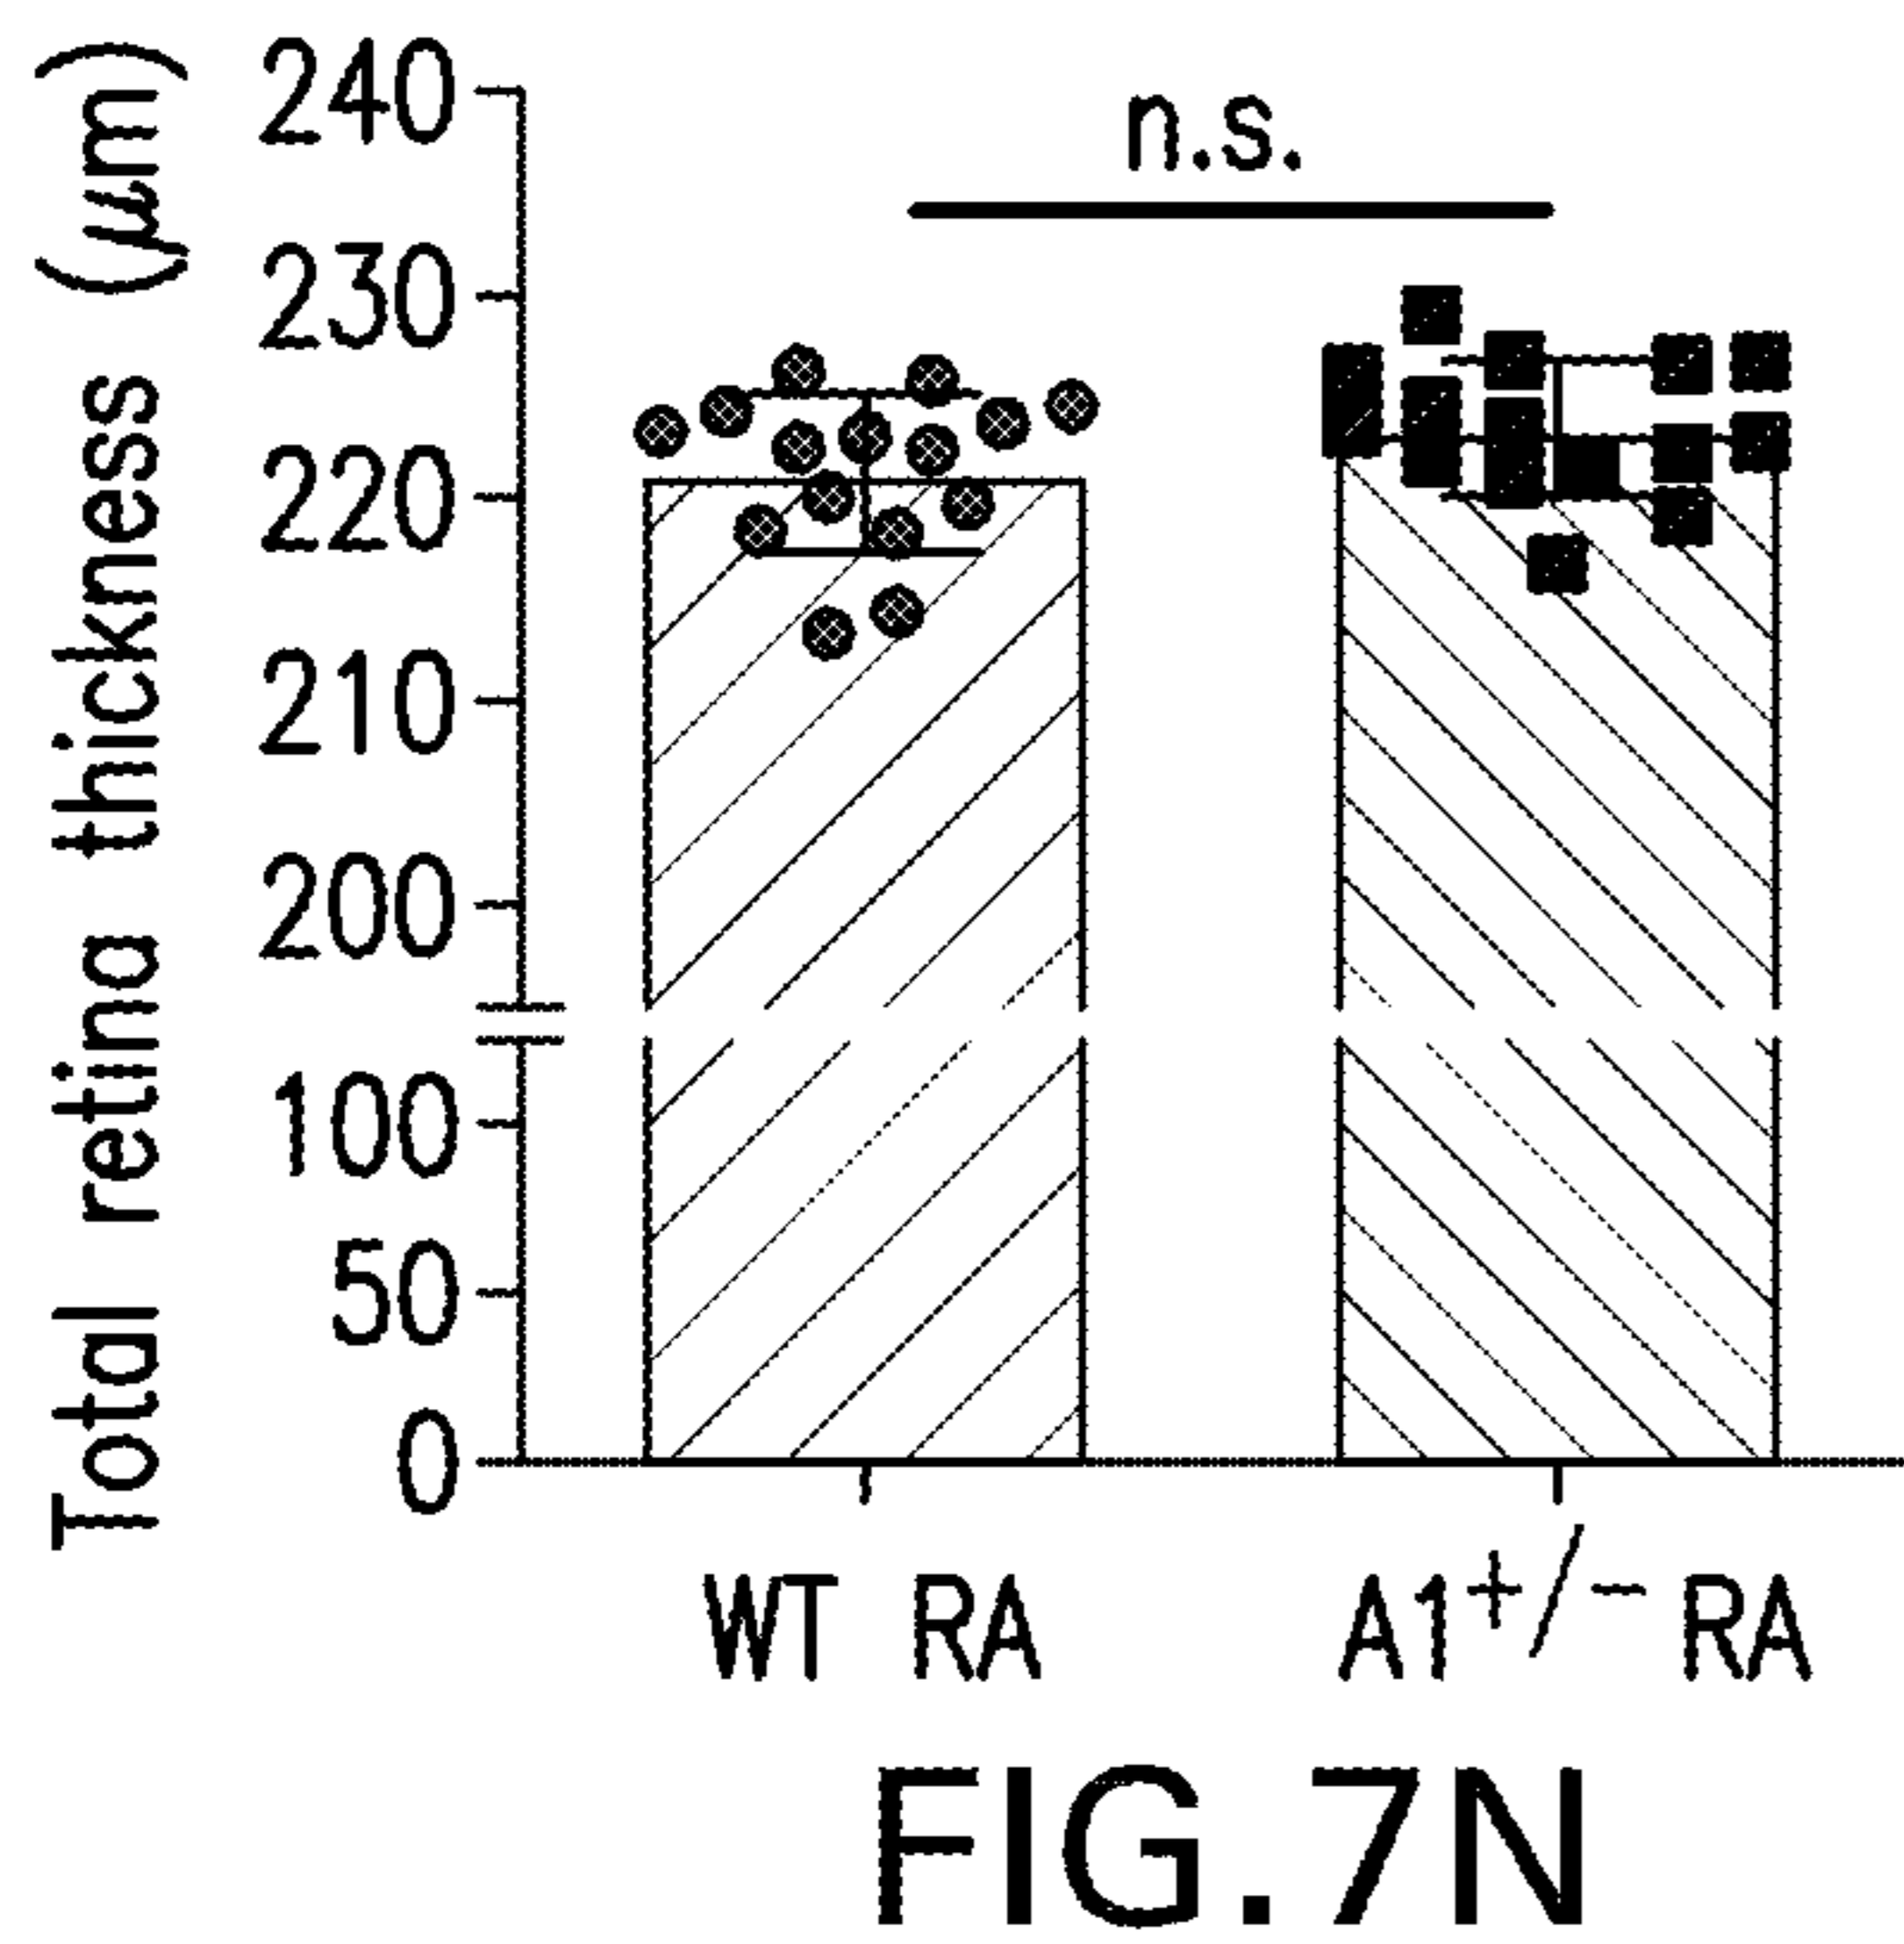 Total retina thickness (μm)
240
230
220
210
200
100
50
0
n.s.
WT RA
A1+/- RA
FIG. 7N